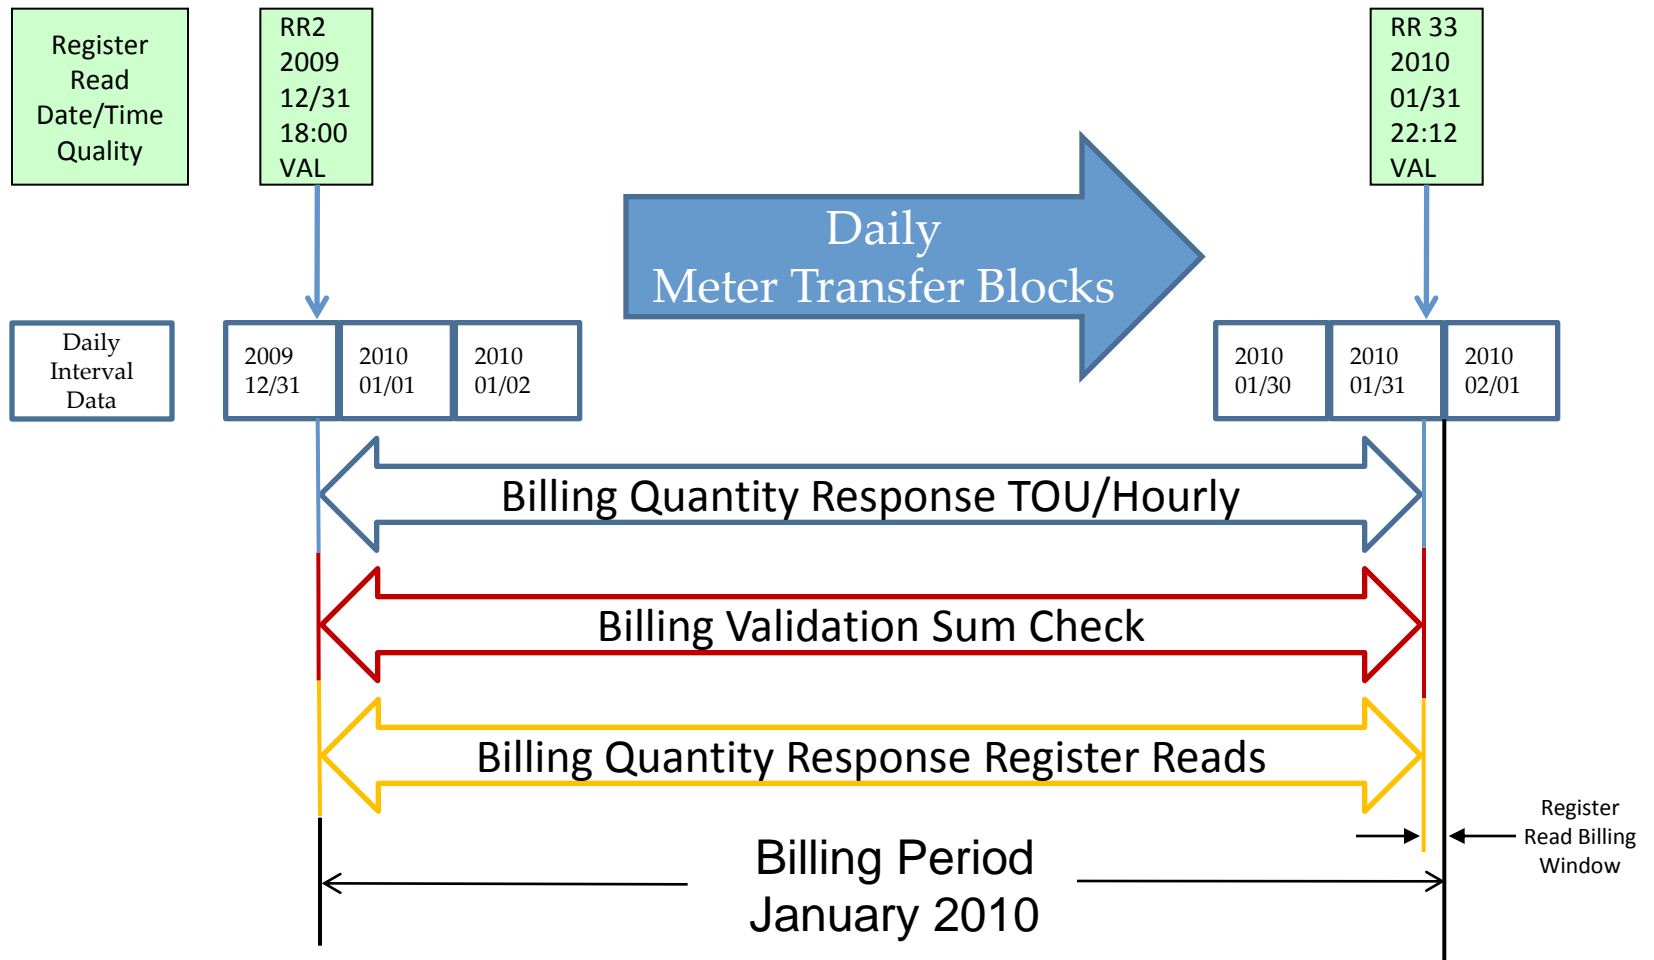 Register
Read
Date/Time
Quality
RR2
2009
12/31
18:00
VAL
RR 33
2010
01/31
22:12
VAL
Daily
Meter Transfer Blocks
Daily
Interval
Data
2009
12/31
2010
01/01
2010
01/02
2010
01/30
2010
01/31
2010
02/01
Billing Quantity Response TOU/Hourly
Billing Validation Sum Check
Billing Quantity Response Register Reads
Register
Read Billing
Window
Billing Period
January 2010